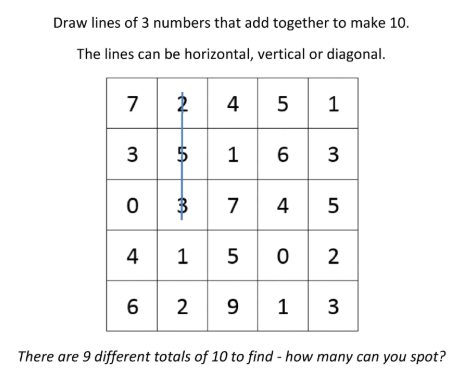 Draw lines of 3 numbers that add together to make 10.
The lines can be horizontal, vertical or diagonal.
7 2 4 5 1
3 5 1 6 3
0 3 7 4 5
4 1 5 0 2
6 2 9 1 3
There are 9 different totals of 10 to find - how many can you spot?